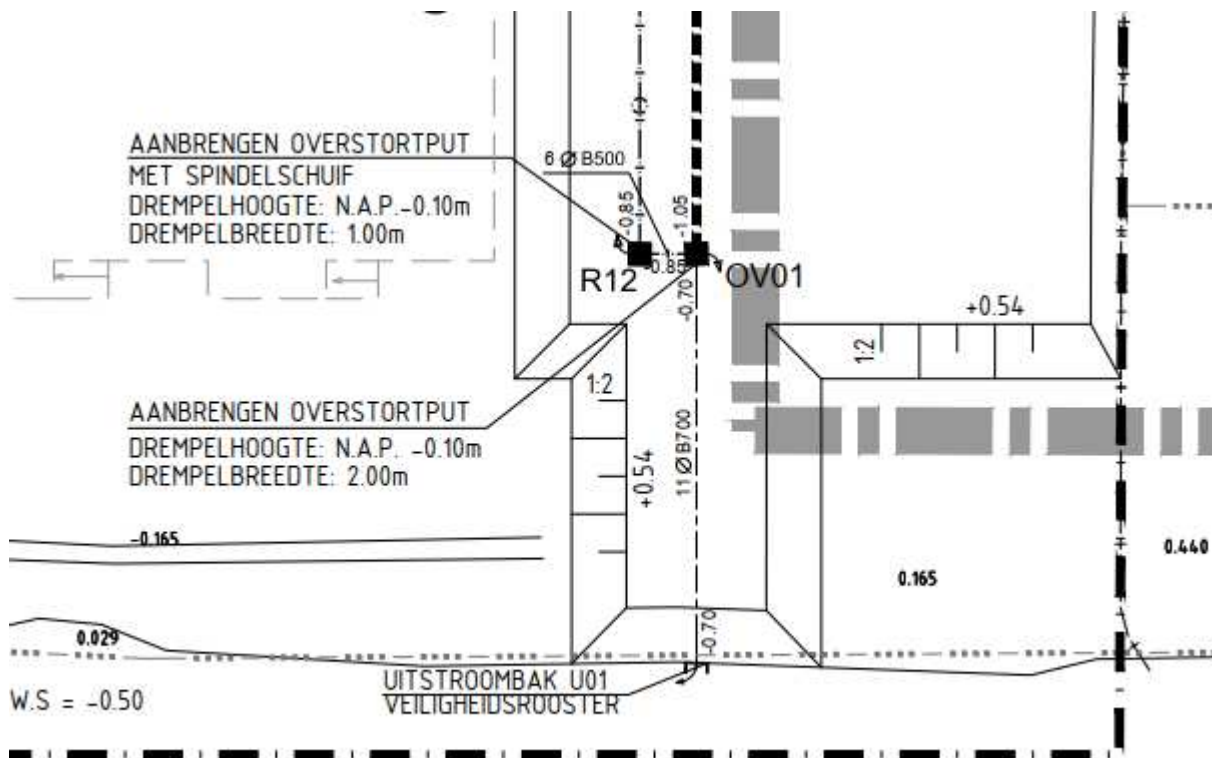 AANBRENGEN OVERSTORTPUT
MET SPINDELSCHUIF
DREMPELHOOGTE: N.A.P.-0.10m
DREMPELBREEDTE: 1.00m
6 Ø B500
-0.85
-1.05
-0.85
R12
OV01
-0.70
+0.54
1:2
1:2
AANBRENGEN OVERSTORTPUT
DREMPELHOOGTE: N.A.P. -0.10m
DREMPELBREEDTE: 2.00m
+0.54
11 Ø B700
-0.165
0.440
0.165
0.029
-0.70
UITSTROOMBAK U01
VEILIGHEIDSROOSTER
W.S = -0.50